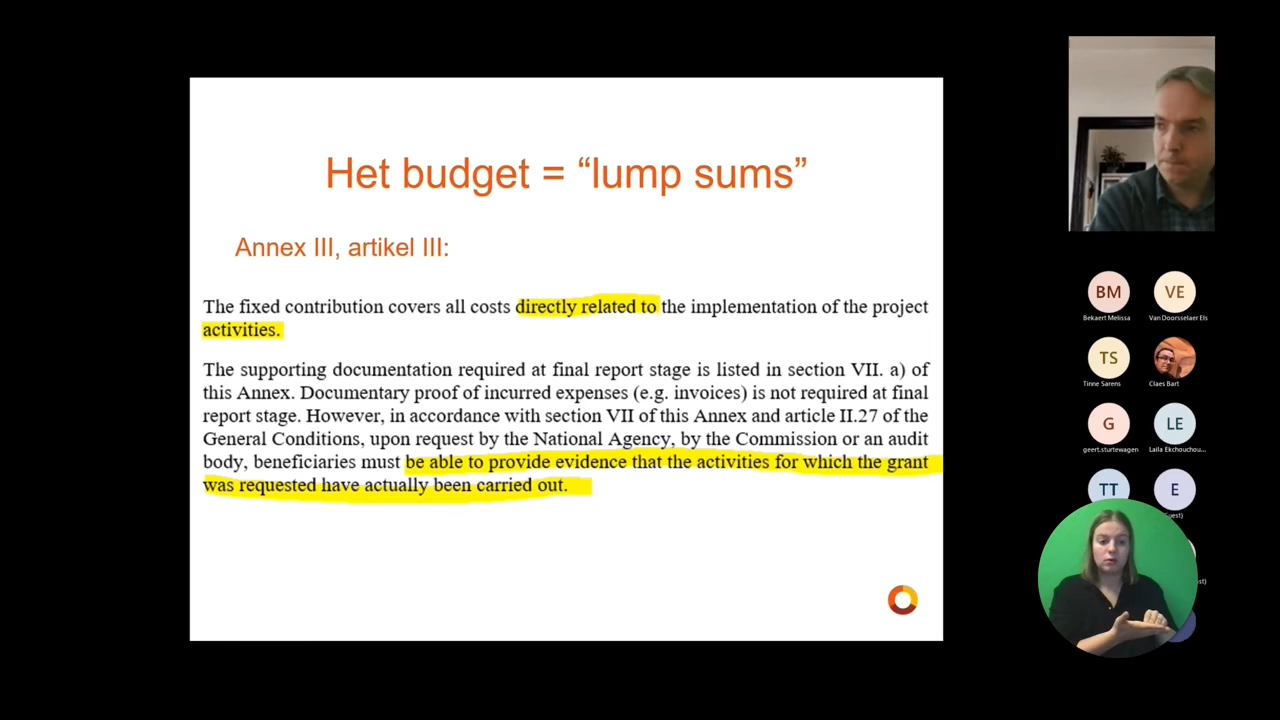 Het budget = “lump sums”
Annex III, artikel III:
The fixed contribution covers all costs directly related to the implementation of the project
activities.
The supporting documentation required at final report stage is listed in section VII. a) of
this Annex. Documentary proof of incurred expenses (e.g. invoices) is not required at final
report stage. However, in accordance with section VII of this Annex and article II.27 of the
General Conditions, upon request by the National Agency, by the Commission or an audit
body, beneficiaries must be able to provide evidence that the activities for which the grant
was requested have actually been carried out.
BM
VE
Bekaert Melissa
Van Doorsselaer Els
TS
Tinne Sarens
Claes Bart
G
LE
geert.sturtewagen
Laila Ekchouchou...
TT
E